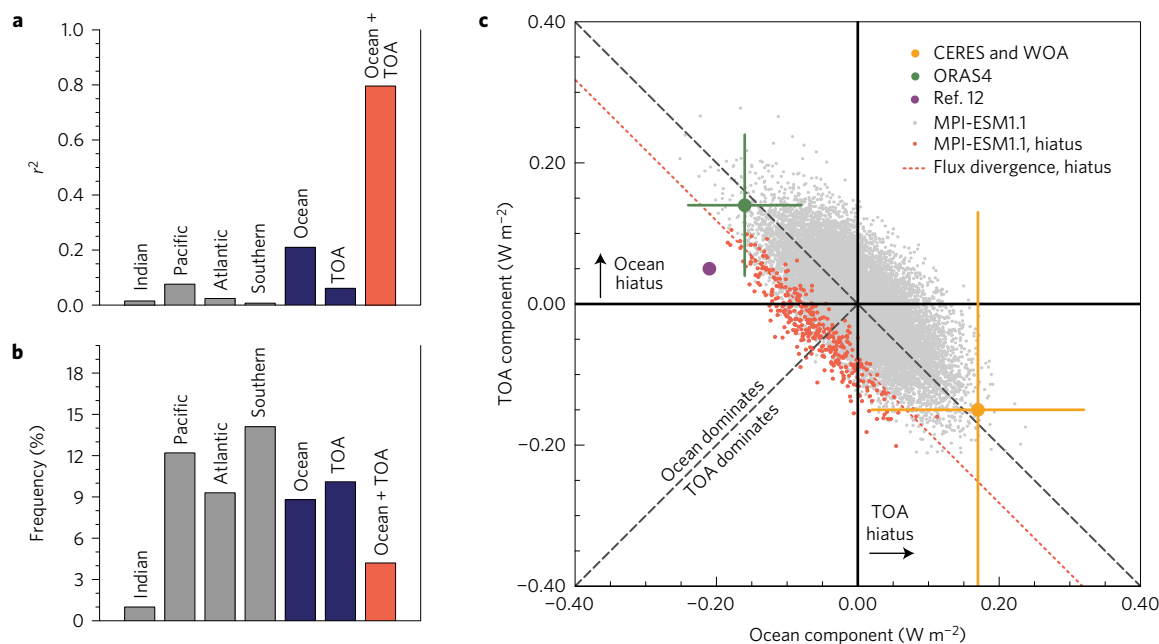 a
1.0
0.8
0.6
0.4
0.2
0.0
r²
Indian
Pacific
Atlantic
Southern
Ocean
TOA
Ocean +
TOA
b
18
15
12
9
6
3
0
Frequency (%)
Indian
Pacific
Atlantic
Southern
Ocean
TOA
Ocean + TOA
c
0.40
0.20
0.00
−0.20
−0.40
TOA component (W m−2)
CERES and WOA
ORAS4
Ref. 12
MPI-ESM1.1
MPI-ESM1.1, hiatus
Flux divergence, hiatus
Ocean
hiatus
Ocean dominates
TOA dominates
TOA
hiatus
−0.40
−0.20
0.00
0.20
0.40
Ocean component (W m−2)